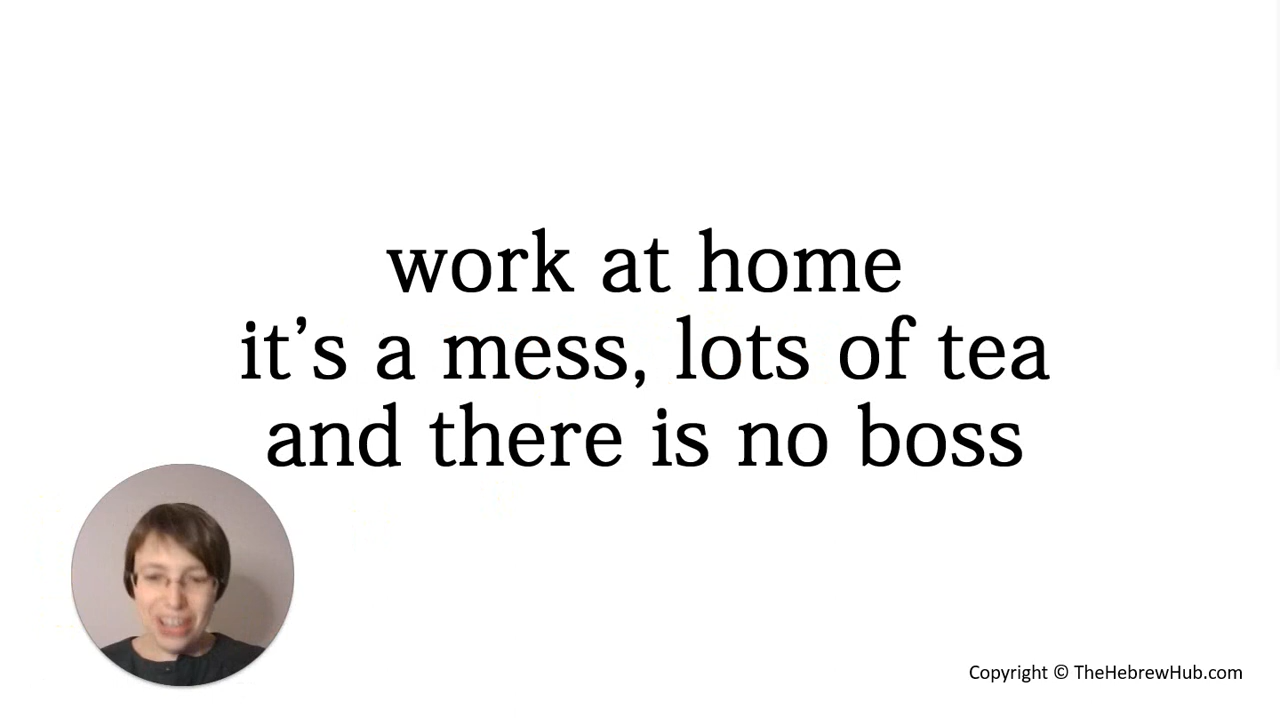 work at home
it’s a mess, lots of tea
and there is no boss
Copyright © TheHebrewHub.com